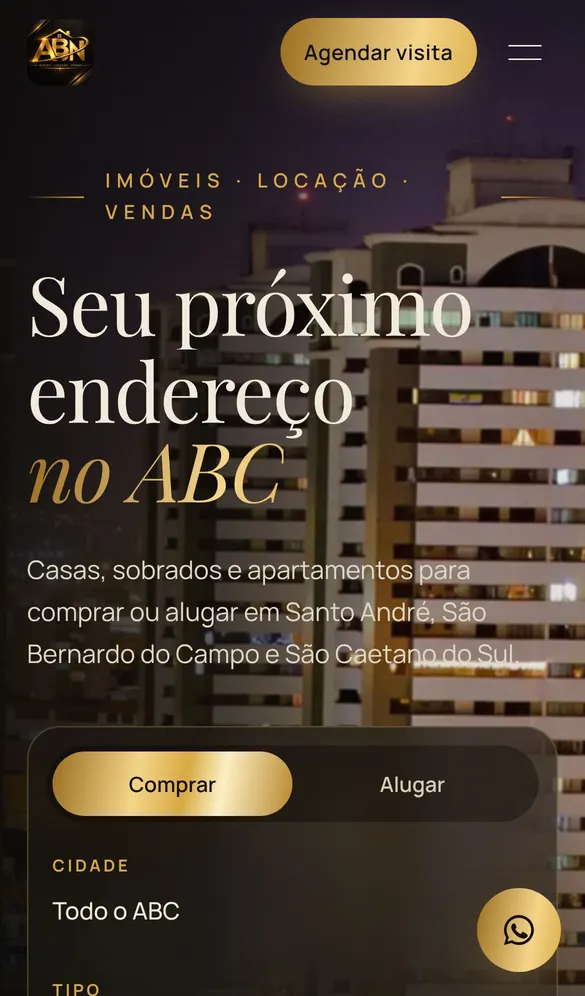 ABN
Agendar visita
IMÓVEIS · LOCAÇÃO ·
VENDAS
Seu próximo
endereço
no ABC
Casas, sobrados e apartamentos para
comprar ou alugar em Santo André, São
Bernardo do Campo e São Caetano do Sul.
Comprar
Alugar
CIDADE
Todo o ABC
TIPO